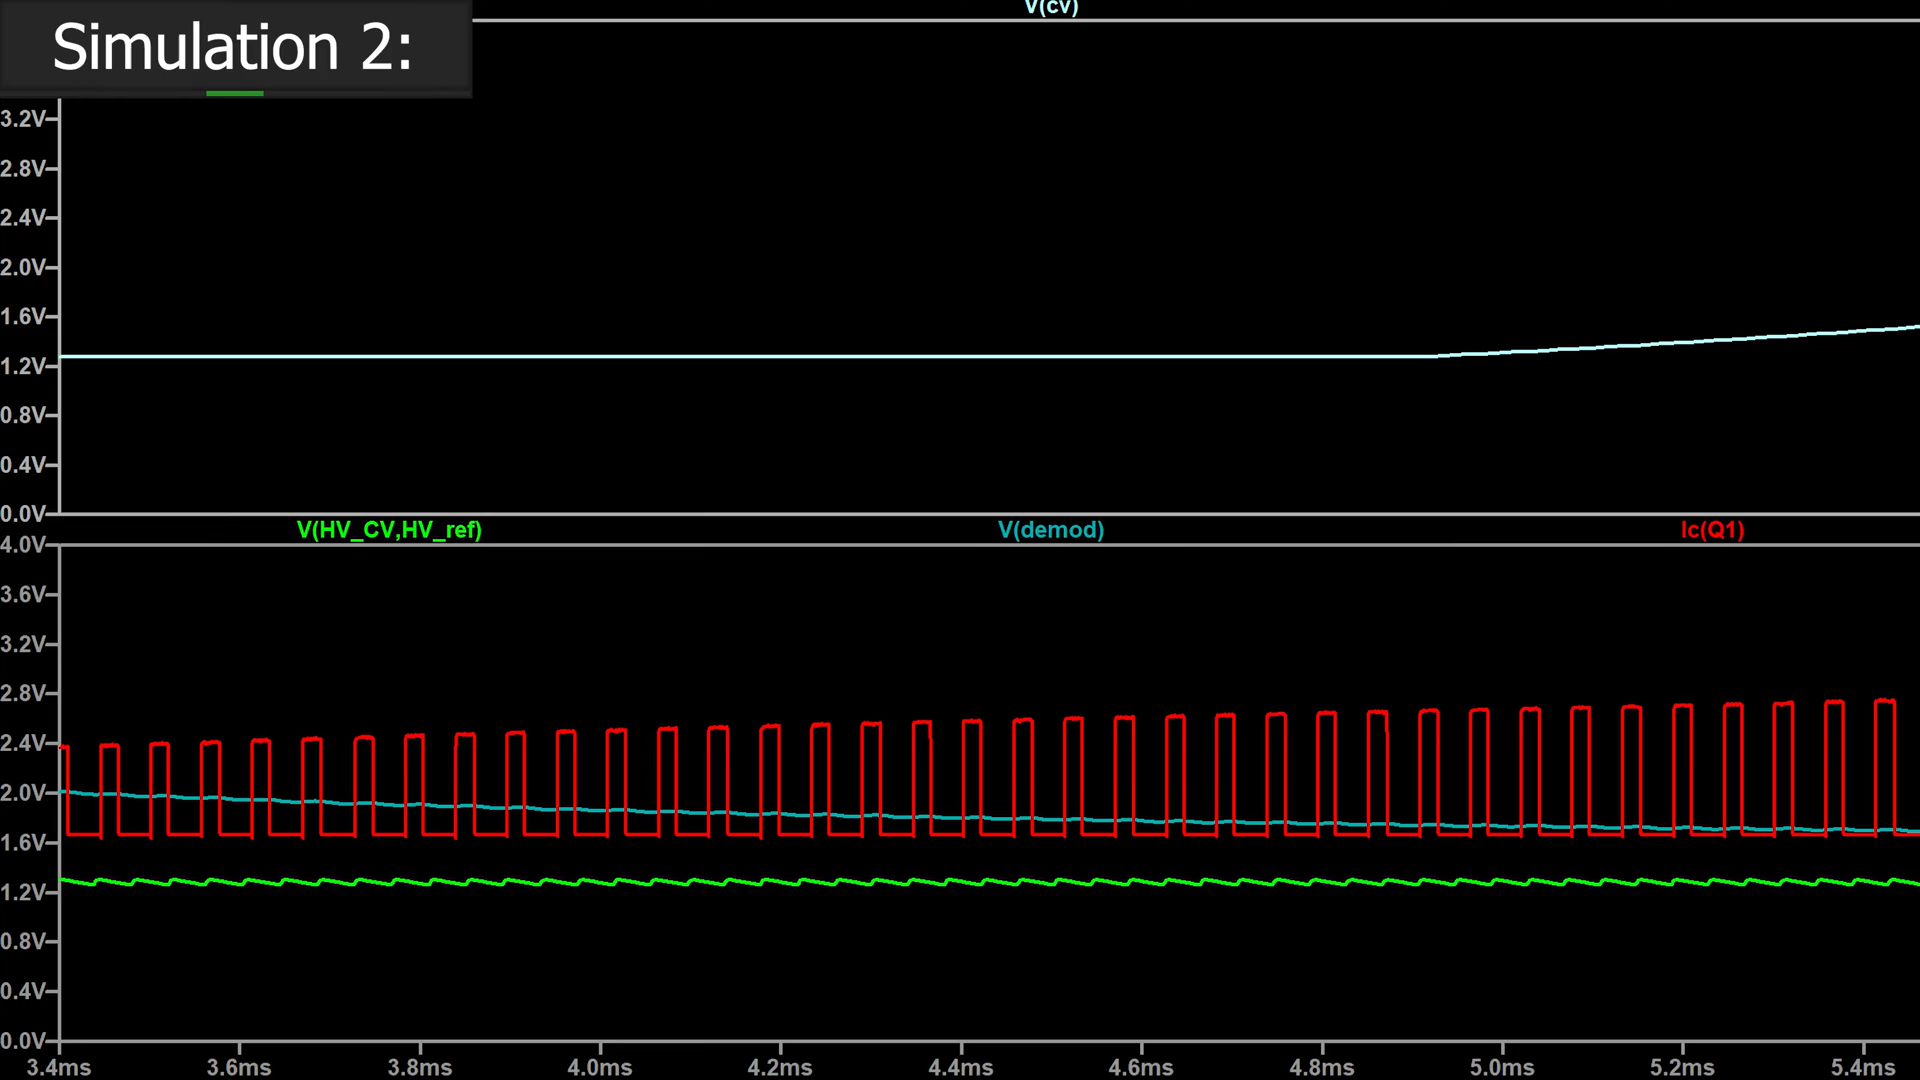 V(cv)
Simulation 2:
3.2V
2.8V
2.4V
2.0V
1.6V
1.2V
0.8V
0.4V
0.0V
V(HV_CV,HV_ref) V(demod) Ic(Q1)
4.0V
3.6V
3.2V
2.8V
2.4V
2.0V
1.6V
1.2V
0.8V
0.4V
0.0V
3.4ms 3.6ms 3.8ms 4.0ms 4.2ms 4.4ms 4.6ms 4.8ms 5.0ms 5.2ms 5.4ms